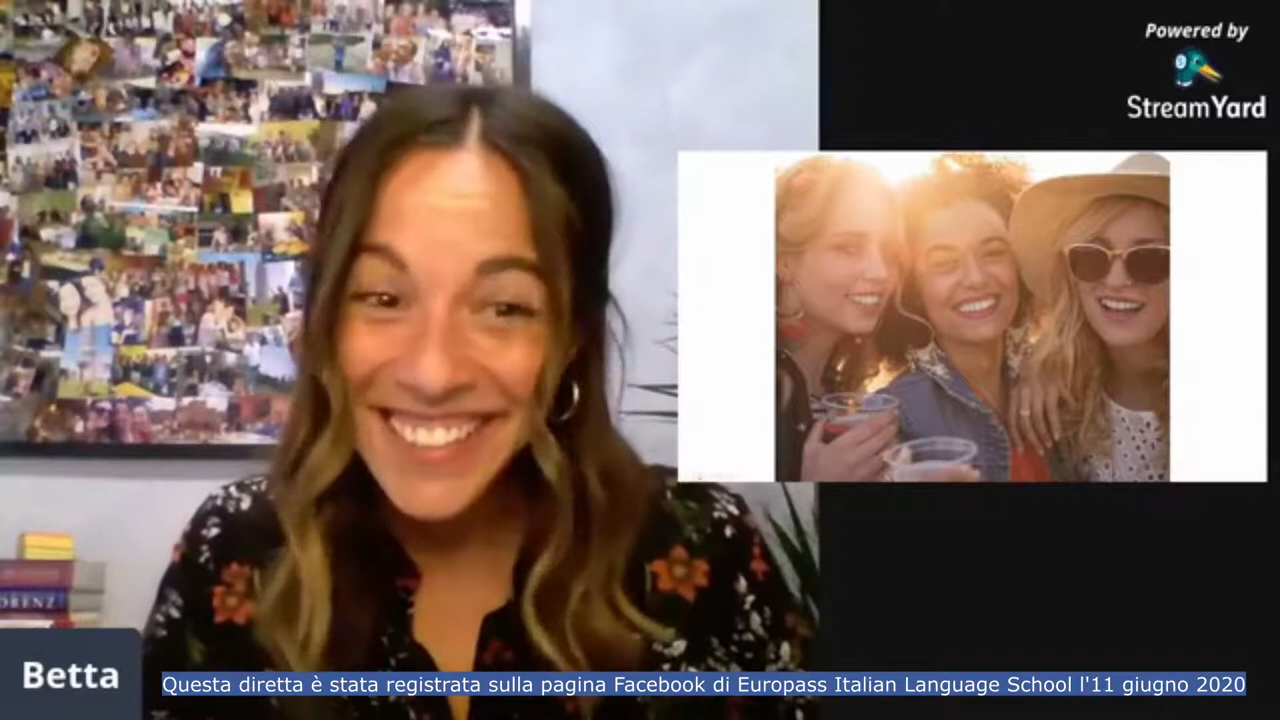 Powered by
StreamYard
ORENZ
Betta
Questa diretta è stata registrata sulla pagina Facebook di Europass Italian Language School l'11 giugno 2020